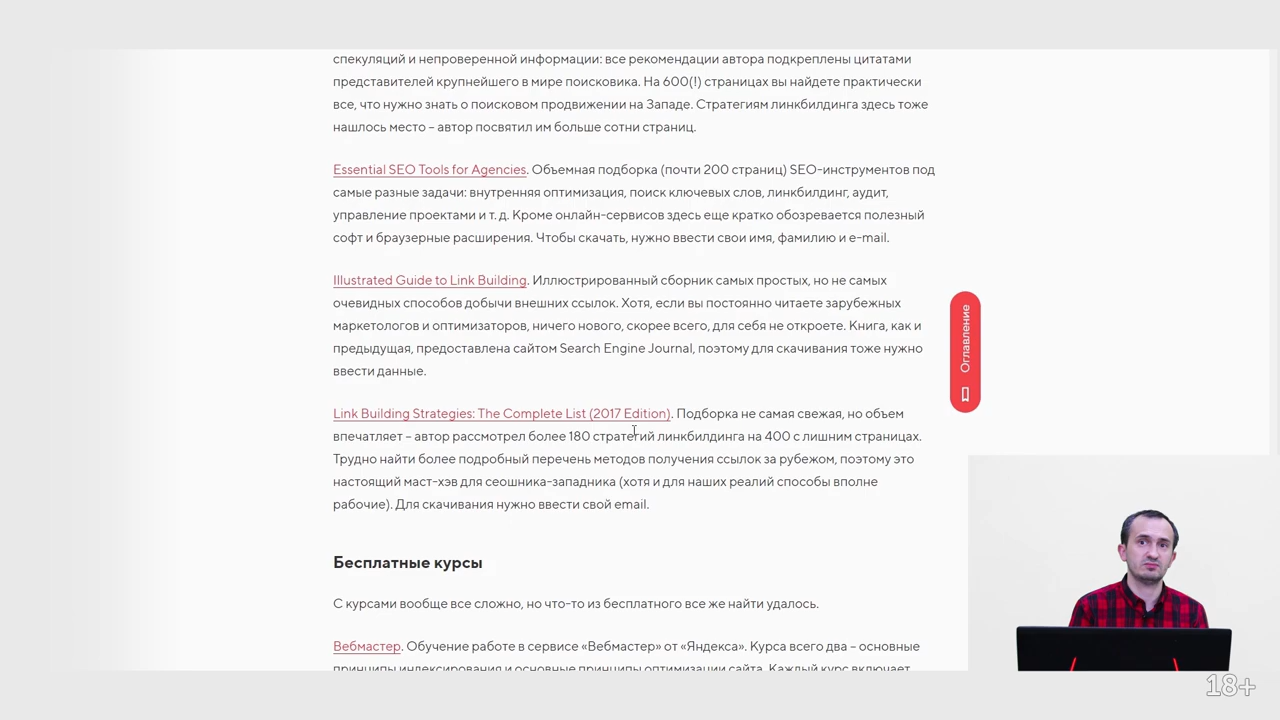 спекуляций и непроверенной информации: все рекомендации автора подкреплены цитатами
представителей крупнейшего в мире поисковика. На 600(!) страницах вы найдете практически
все, что нужно знать о поисковом продвижении на Западе. Стратегиям линкбилдинга здесь тоже
нашлось место – автор посвятил им больше сотни страниц.
Essential SEO Tools for Agencies. Объемная подборка (почти 200 страниц) SEO-инструментов под
самые разные задачи: внутренняя оптимизация, поиск ключевых слов, линкбилдинг, аудит,
управление проектами и т. д. Кроме онлайн-сервисов здесь еще кратко обозревается полезный
софт и браузерные расширения. Чтобы скачать, нужно ввести свои имя, фамилию и e-mail.
Illustrated Guide to Link Building. Иллюстрированный сборник самых простых, но не самых
очевидных способов добычи внешних ссылок. Хотя, если вы постоянно читаете зарубежных
маркетологов и оптимизаторов, ничего нового, скорее всего, для себя не откроете. Книга, как и
предыдущая, предоставлена сайтом Search Engine Journal, поэтому для скачивания тоже нужно
ввести данные.
Оглавление
Link Building Strategies: The Complete List (2017 Edition). Подборка не самая свежая, но объем
впечатляет – автор рассмотрел более 180 стратегий линкбилдинга на 400 с лишним страницах.
Трудно найти более подробный перечень методов получения ссылок за рубежом, поэтому это
настоящий маст-хэв для сеошника-западника (хотя и для наших реалий способы вполне
рабочие). Для скачивания нужно ввести свой email.
Бесплатные курсы
С курсами вообще все сложно, но что-то из бесплатного все же найти удалось.
Вебмастер. Обучение работе в сервисе «Вебмастер» от «Яндекса». Курса всего два – основные
принципы индексирования и основные принципы оптимизации сайта. Каждый курс включает
18+